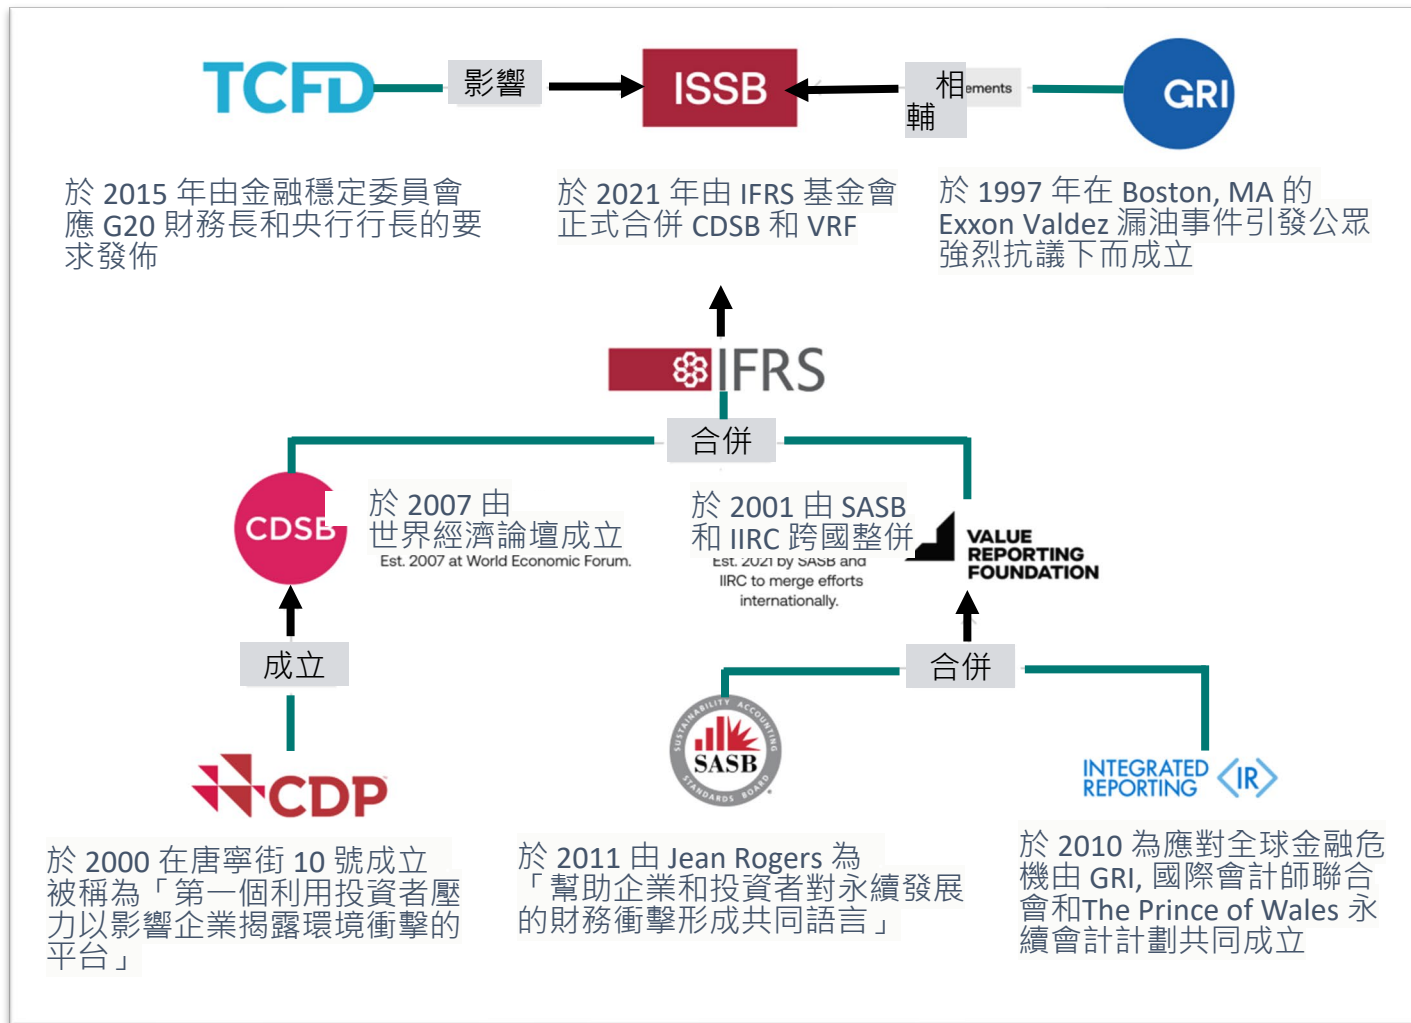 TCFD
影響
ISSB
相
輔
ements
GRI
於 2015 年由金融穩定委員會
應 G20 財務長和央行行長的要
求發佈
於 2021 年由 IFRS 基金會
正式合併 CDSB 和 VRF
於 1997 年在 Boston, MA 的
Exxon Valdez 漏油事件引發公眾
強烈抗議下而成立
IFRS
合併
CDSB
於 2007 由
世界經濟論壇成立
Est. 2007 at World Economic Forum.
於 2001 由 SASB
和 IIRC 跨國整併
Est. 2021 by SASB and
IIRC to merge efforts
internationally.
VALUE
REPORTING
FOUNDATION
成立
合併
CDP
SUSTAINABILITY ACCOUNTING
SASB
STANDARDS BOARD
INTEGRATED
REPORTING
<IR>
於 2000 在唐寧街 10 號成立
被稱為「第一個利用投資者壓
力以影響企業揭露環境衝擊的
平台」
於 2011 由 Jean Rogers 為
「幫助企業和投資者對永續發展
的財務衝擊形成共同語言」
於 2010 為應對全球金融危
機由 GRI, 國際會計師聯合
會和The Prince of Wales 永
續會計計劃共同成立